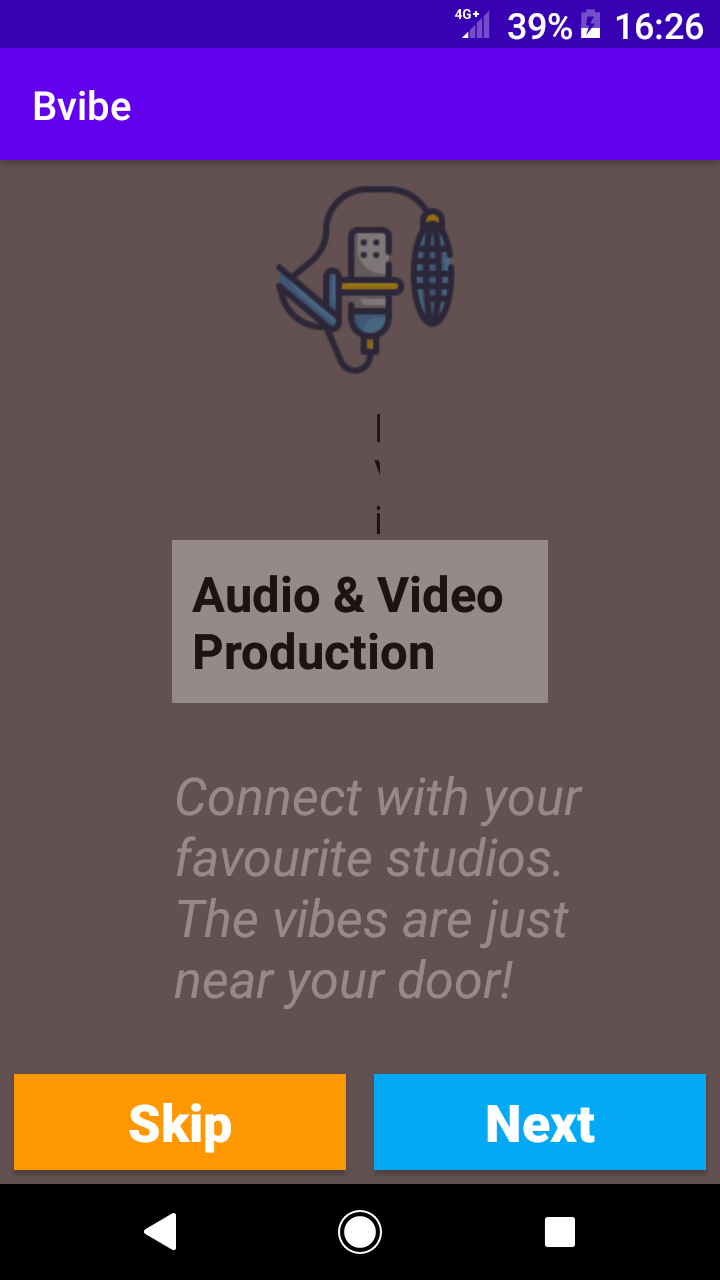 4G+ 39% 16:26
Bvibe
Audio & Video
Production
Connect with your
favourite studios.
The vibes are just
near your door!
Skip Next